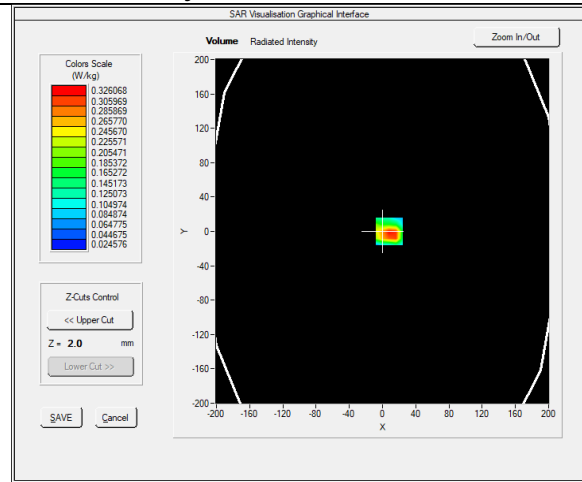 SAR Visualisation Graphical Interface
Volume Radiated Intensity
Zoom In/Out
Colors Scale
(W/kg)
0.326068
0.305969
0.285869
0.265770
0.245670
0.225571
0.205471
0.185372
0.165272
0.145173
0.125073
0.104974
0.084874
0.064775
0.044675
0.024576
Z-Cuts Control
<< Upper Cut
Z = 2.0 mm
Lower Cut >>
SAVE Cancel
200
160
120
80
40
0
-40
-80
-120
-160
-200
Y
-200 -160 -120 -80 -40 0 40 80 120 160 200
X